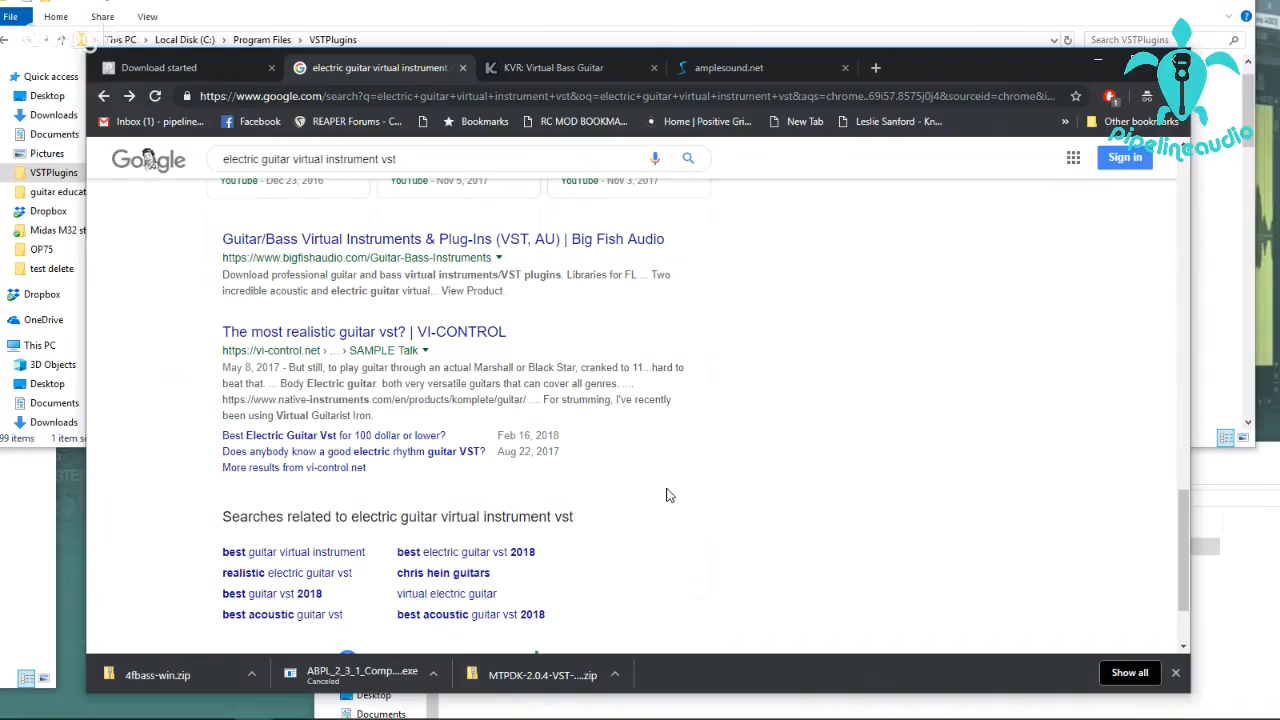 File Home Share View
This PC Local Disk (C:) Program Files VSTPlugins Search VSTPlugins
Download started electric guitar virtual instrument KVR: Virtual Bass Guitar amplesound.net
https://www.google.com/search?q=electric+guitar+virtual+instrument+vst&oq=electric+guitar+virtual+instrument+vst&aqs=chrome..69i57.8575j0j4&sourceid=chrome&i...
Inbox (1) - pipeline... Facebook REAPER Forums - C... Bookmarks RC MOD BOOKMA... Home | Positive Gri... New Tab Leslie Sanford - Kn... » Other bookmarks
pipelineaudio
Quick access
Desktop
Downloads
Documents
Pictures
VSTPlugins
guitar educat
Dropbox
Midas M32 st
OP75
test delete
Dropbox
OneDrive
This PC
3D Objects
Desktop
Documents
Downloads
99 items 1 item se
Google electric guitar virtual instrument vst Sign in
YouTube - Dec 23, 2016 YouTube - Nov 5, 2017 YouTube - Nov 3, 2017
Guitar/Bass Virtual Instruments & Plug-Ins (VST, AU) | Big Fish Audio
https://www.bigfishaudio.com/Guitar-Bass-Instruments
Download professional guitar and bass virtual instruments/VST plugins. Libraries for FL ... Two
incredible acoustic and electric guitar virtual... View Product.
The most realistic guitar vst? | VI-CONTROL
https://vi-control.net › ... › SAMPLE Talk
May 8, 2017 - But still, to play guitar through an actual Marshall or Black Star, cranked to 11...hard to
beat that. ... Body Electric guitar. both very versatile guitars that can cover all genres. ....
https://www.native-instruments.com/en/products/komplete/guitar/ .... For strumming, I've recently
been using Virtual Guitarist Iron.
Best Electric Guitar Vst for 100 dollar or lower? Feb 16, 2018
Does anybody know a good electric rhythm guitar VST? Aug 22, 2017
More results from vi-control.net
Searches related to electric guitar virtual instrument vst
best guitar virtual instrument best electric guitar vst 2018
realistic electric guitar vst chris hein guitars
best guitar vst 2018 virtual electric guitar
best acoustic guitar vst best acoustic guitar vst 2018
4fbass-win.zip ABPL_2_3_1_Comp....exe MTPDK-2.0.4-VST-....zip Show all
Canceled
Desktop
Documents